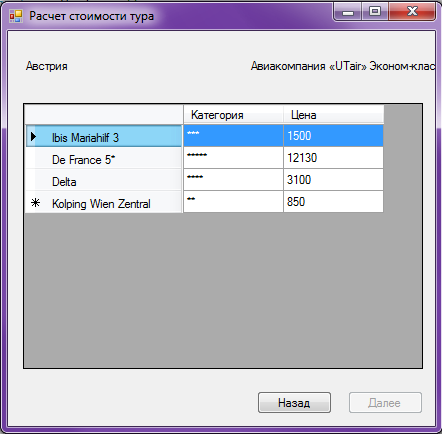 Расчет стоимости тура
Австрия Авиакомпания «UTair» Эконом-клас
Категория Цена
Ibis Mariahilf 3 *** 1500
De France 5* ***** 12130
Delta **** 3100
Kolping Wien Zentral ** 850
Назад Далее